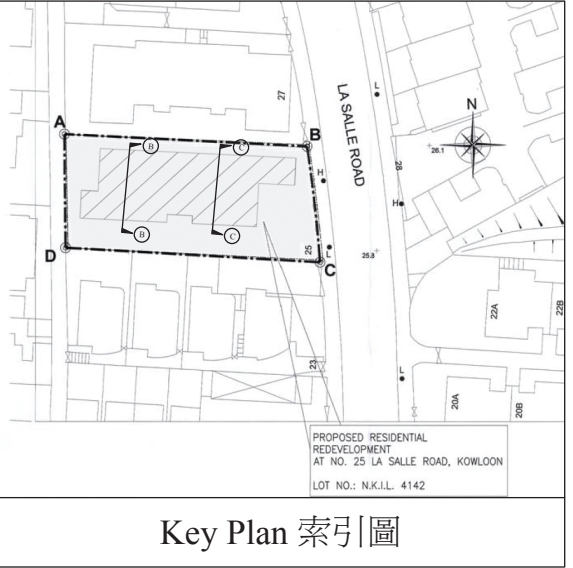 27
LA SALLE ROAD
L
N
A
B
B
C
26.1
28
H
H
B
C
D
C
25
L
25.8
22A
22B
23
L
20A
20B
PROPOSED RESIDENTIAL
REDEVELOPMENT
AT NO. 25 LA SALLE ROAD, KOWLOON
LOT NO.: N.K.I.L. 4142
Key Plan 索引圖